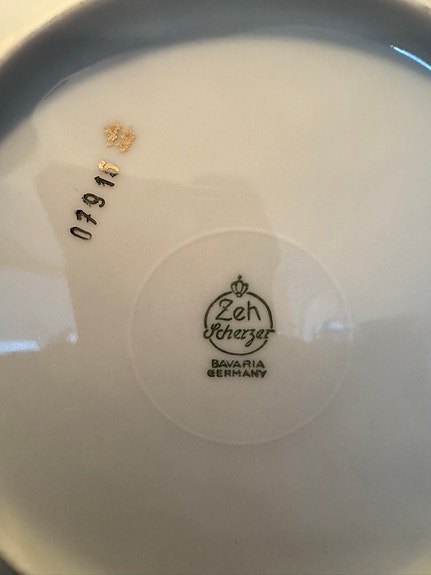 07915
Zeh
Scherzer
BAVARIA
GERMANY